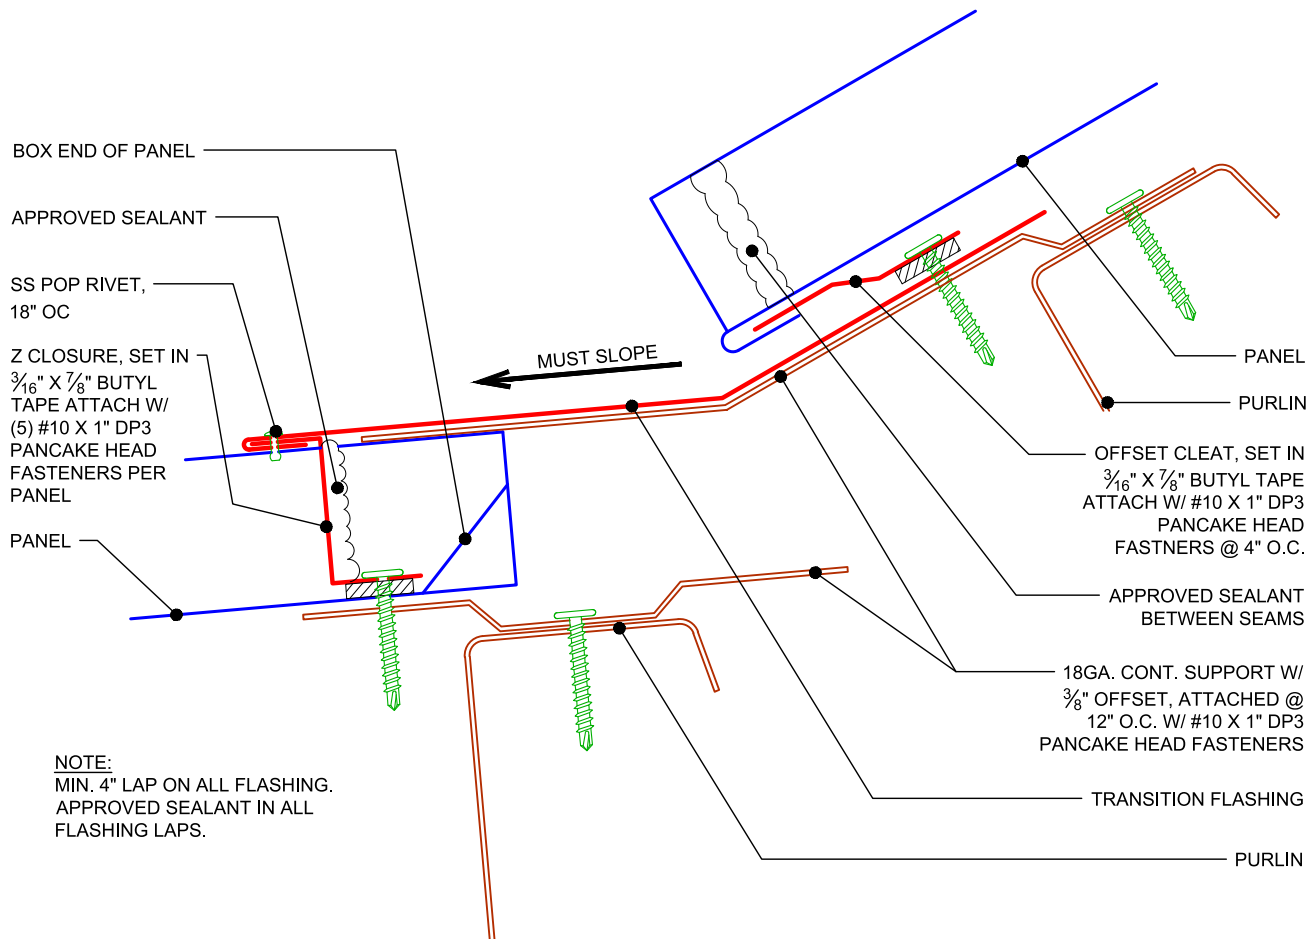 BOX END OF PANEL
APPROVED SEALANT
SS POP RIVET,
18" OC
Z CLOSURE, SET IN
3/16" X 7/8" BUTYL
TAPE ATTACH W/
(5) #10 X 1" DP3
PANCAKE HEAD
FASTENERS PER
PANEL
PANEL
MUST SLOPE
PANEL
PURLIN
OFFSET CLEAT, SET IN
3/16" X 7/8" BUTYL TAPE
ATTACH W/ #10 X 1" DP3
PANCAKE HEAD
FASTNERS @ 4" O.C.
APPROVED SEALANT
BETWEEN SEAMS
18GA. CONT. SUPPORT W/
3/8" OFFSET, ATTACHED @
12" O.C. W/ #10 X 1" DP3
PANCAKE HEAD FASTENERS
TRANSITION FLASHING
PURLIN
NOTE:
MIN. 4" LAP ON ALL FLASHING.
APPROVED SEALANT IN ALL
FLASHING LAPS.